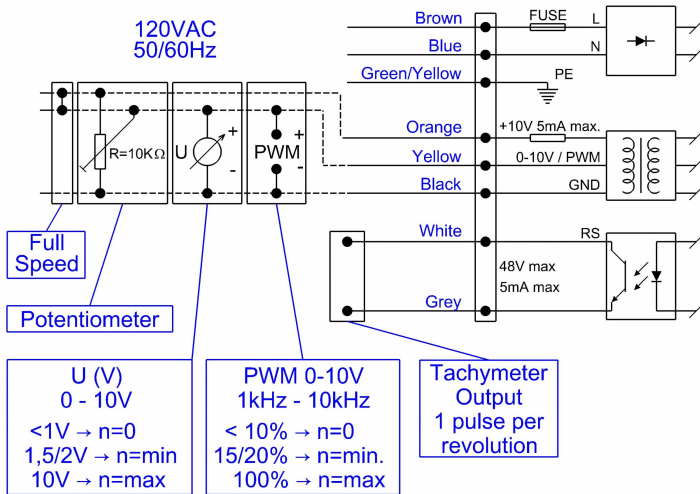 120VAC
50/60Hz
Brown
FUSE
L
Blue
N
Green/Yellow
PE
Orange
+10V 5mA max.
Yellow
0-10V / PWM
Black
GND
R=10KΩ
U
+
-
PWM
+
-
White
RS
48V max
5mA max
Grey
Full
Speed
Potentiometer
U (V)
0 - 10V
<1V → n=0
1,5/2V → n=min
10V → n=max
PWM 0-10V
1kHz - 10kHz
< 10% → n=0
15/20% → n=min.
100% → n=max
Tachymeter
Output
1 pulse per
revolution